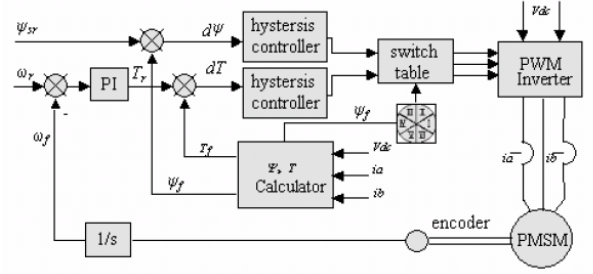 Vdc
ψsr
dΨ
hystersis
controller
ωr
PI
Tr
dT
hystersis
controller
switch
table
PWM
Inverter
-
ωf
ψf
Tf
ψf
Ψ, T
Calculator
Vdc
ia
ib
ia
ib
1/s
encoder
PMSM